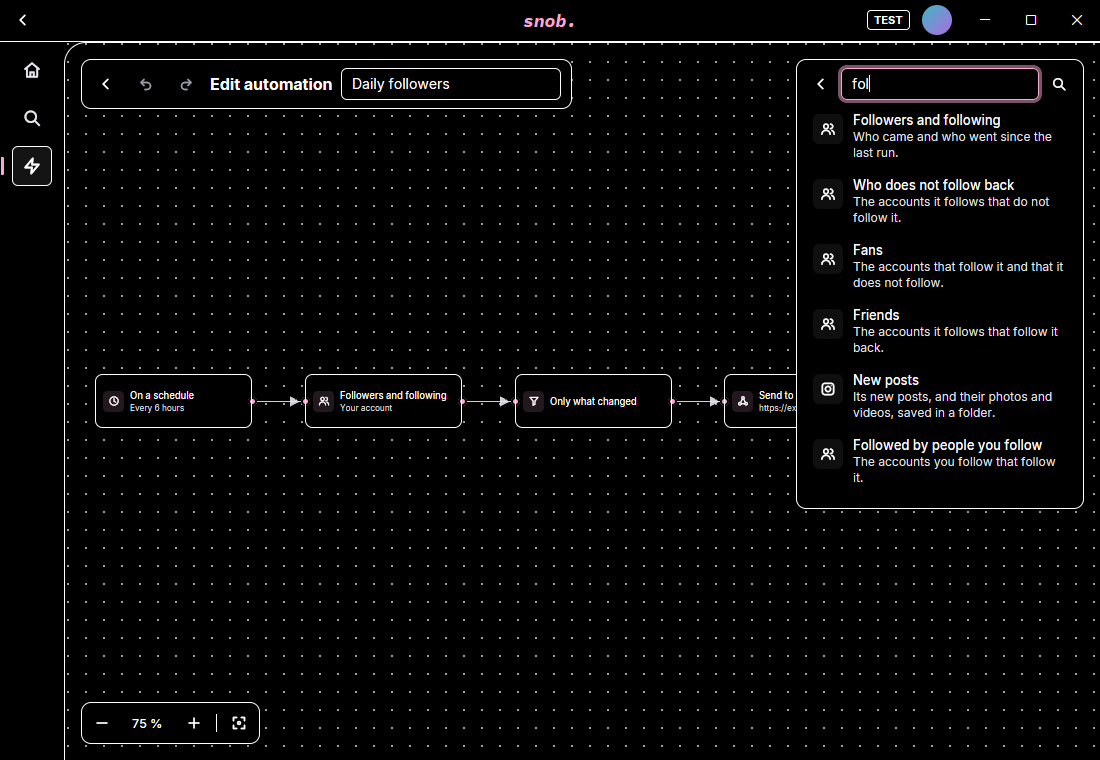 snob.
TEST
Edit automation
Daily followers
fol
Followers and following
Who came and who went since the
last run.
Who does not follow back
The accounts it follows that do not
follow it.
Fans
The accounts that follow it and that it
does not follow.
Friends
The accounts it follows that follow it
back.
New posts
Its new posts, and their photos and
videos, saved in a folder.
Followed by people you follow
The accounts you follow that follow
it.
On a schedule
Every 6 hours
Followers and following
Your account
Only what changed
Send to
https://ex
75 %